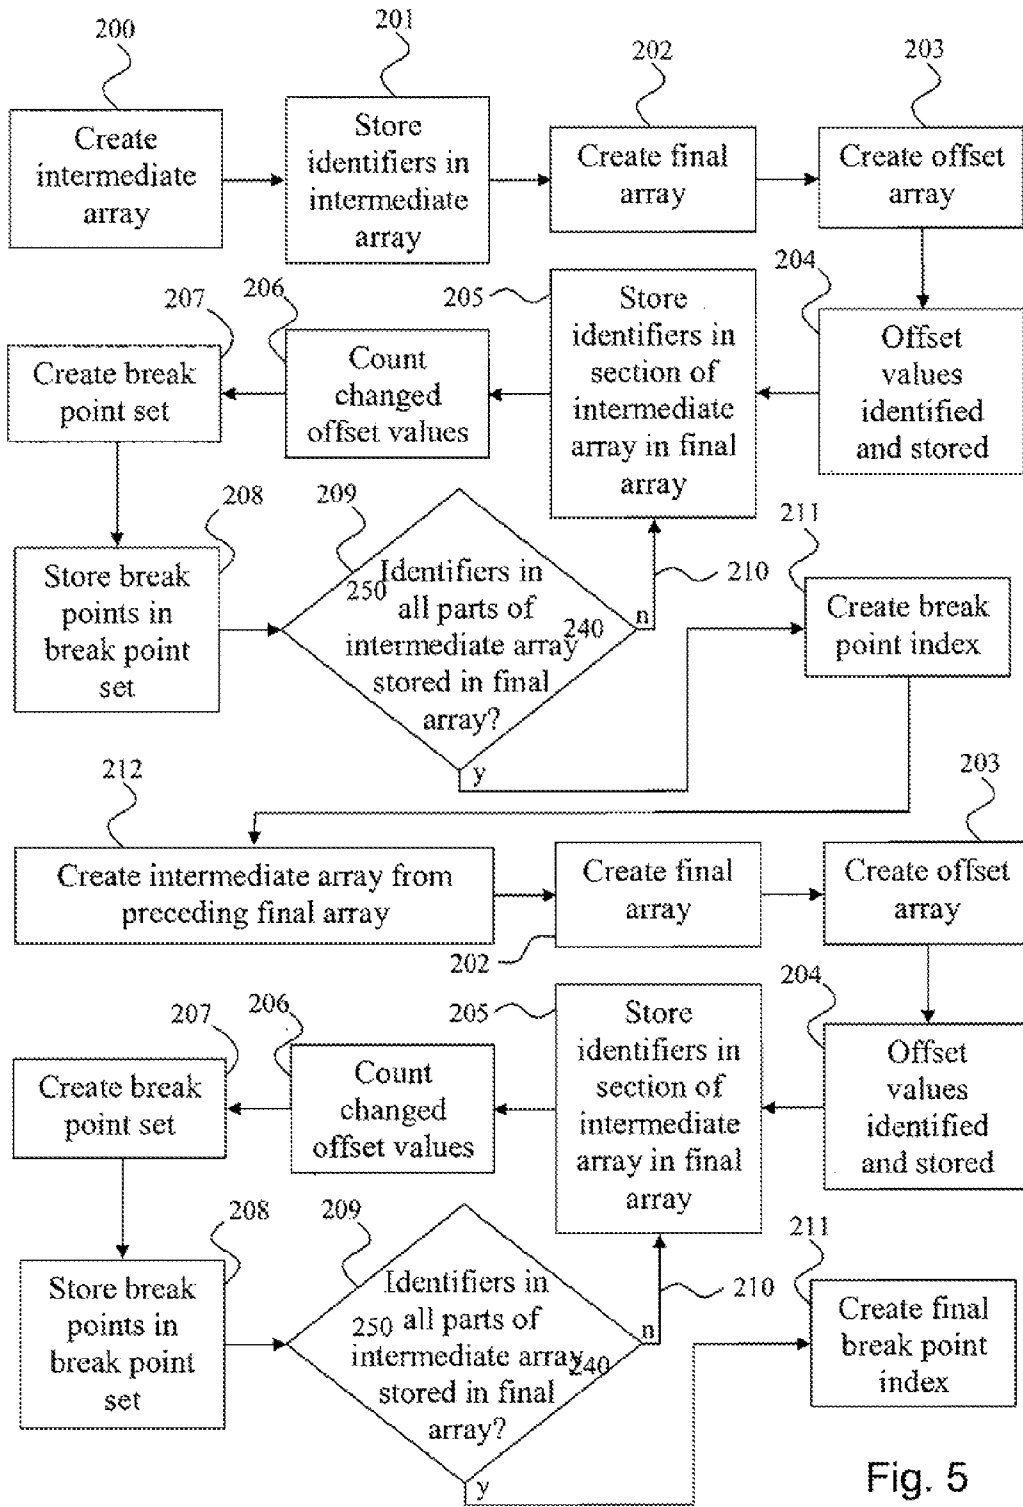 200
201
202
203
Create
intermediate
array
Store
identifiers in
intermediate
array
Create final
array
Create offset
array
207
206
205
204
Create break
point set
Count
changed
offset values
Store
identifiers in
section of
intermediate
array in final
array
Offset
values
identified
and stored
208
209
210
211
Store break
points in
break point
set
250
Identifiers in
all parts of
intermediate array
stored in final
array?
240
n
y
Create break
point index
212
203
Create intermediate array from
preceding final array
Create final
array
202
Create offset
array
207
206
205
204
Create break
point set
Count
changed
offset values
Store
identifiers in
section of
intermediate
array in final
array
Offset
values
identified
and stored
208
209
210
211
Store break
points in
break point
set
250
Identifiers in
all parts of
intermediate array
stored in final
array?
240
n
y
Create final
break point
index
Fig. 5